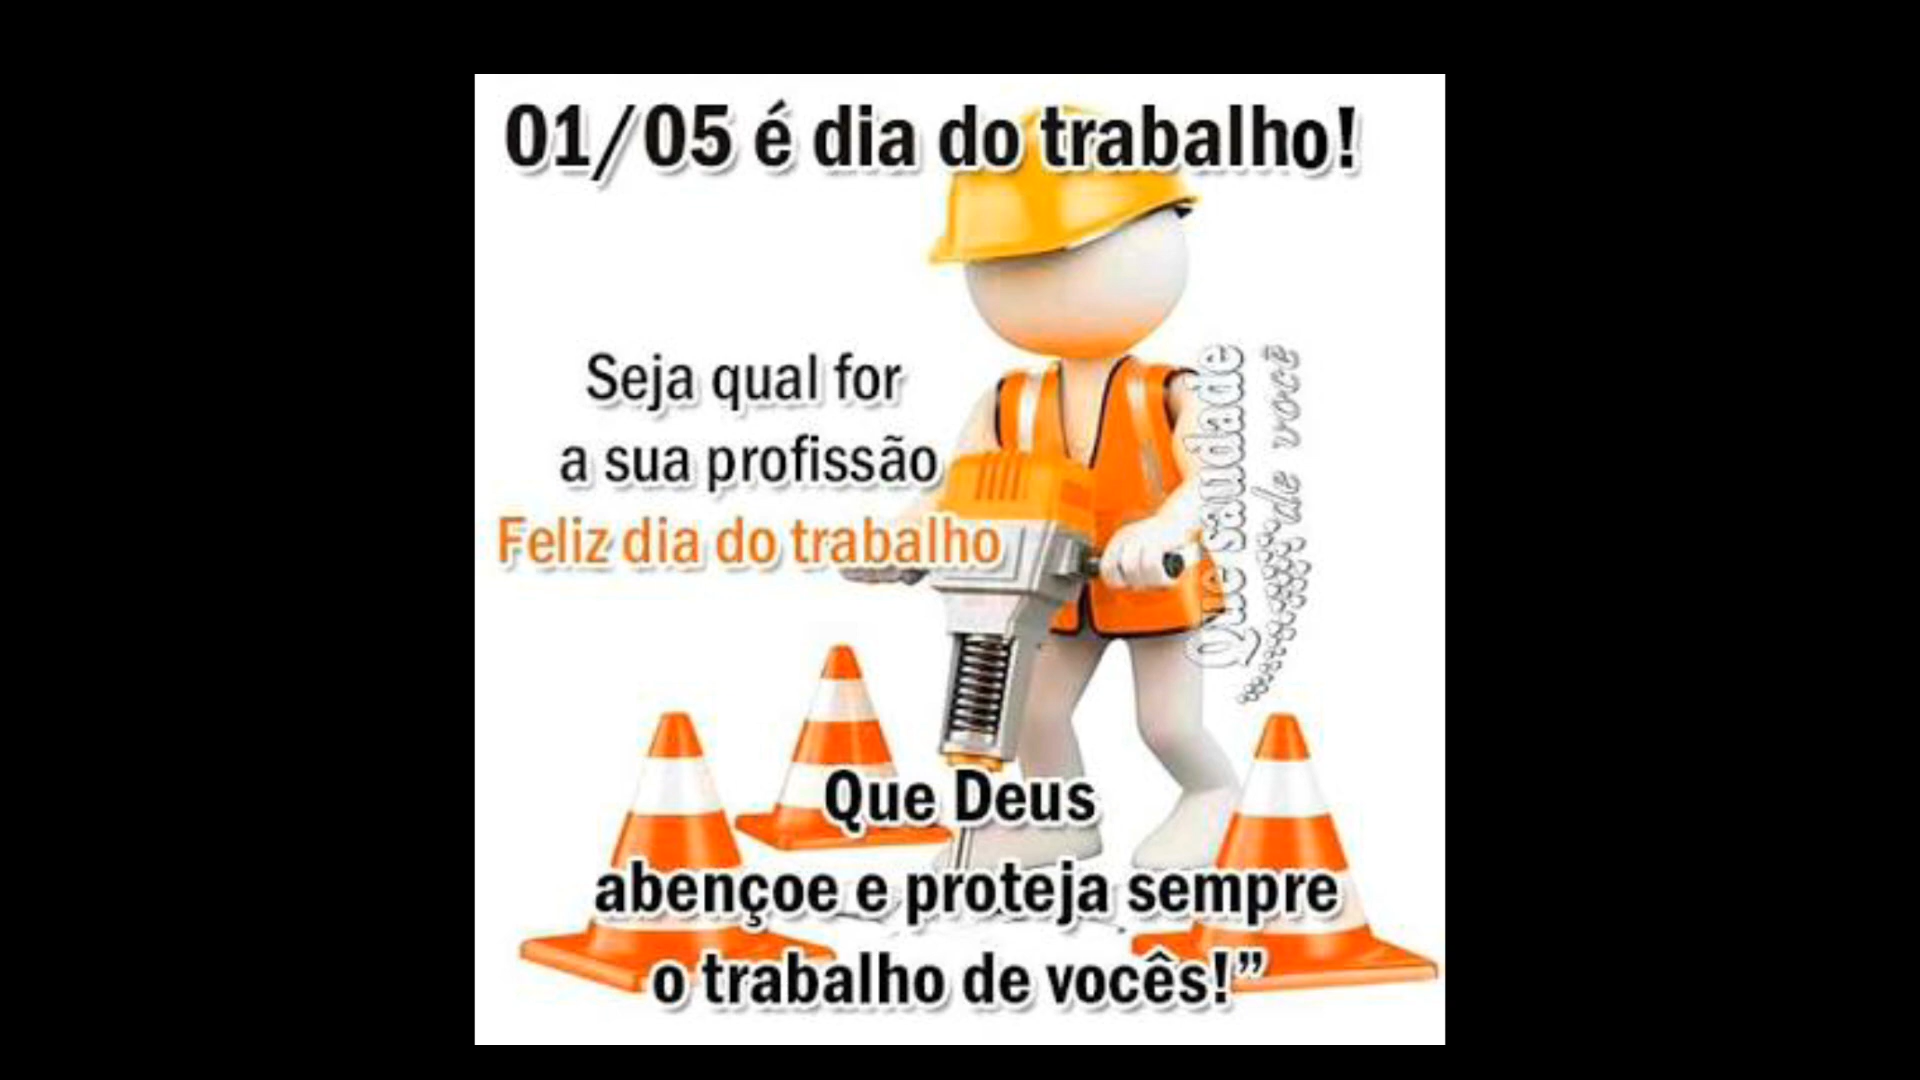 01/05 é dia do trabalho!
Seja qual for
a sua profissão
Feliz dia do trabalho
Que saudade
de você
Que Deus
abençoe e proteja sempre
o trabalho de vocês!”